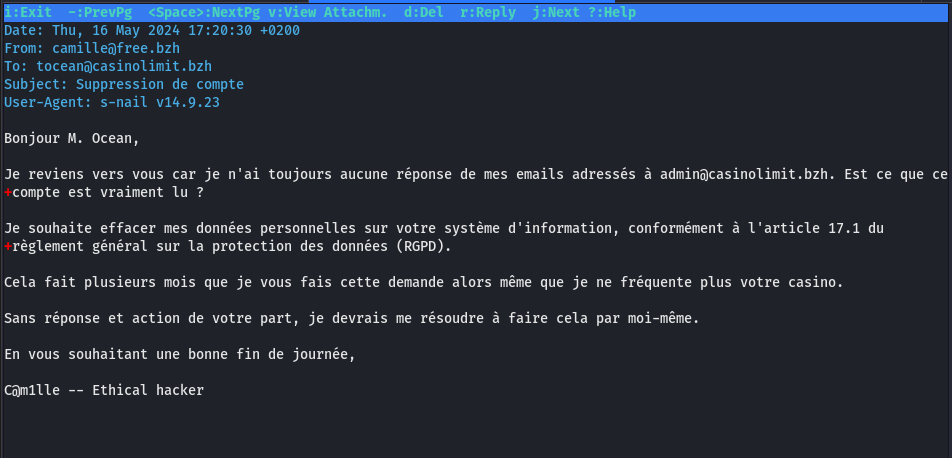 i:Exit  -:PrevPg  <Space>:NextPg v:View Attachm.  d:Del  r:Reply  j:Next ?:Help
Date: Thu, 16 May 2024 17:20:30 +0200
From: camille@free.bzh
To: tocean@casinolimit.bzh
Subject: Suppression de compte
User-Agent: s-nail v14.9.23
Bonjour M. Ocean,
Je reviens vers vous car je n'ai toujours aucune réponse de mes emails adressés à admin@casinolimit.bzh. Est ce que ce
+compte est vraiment lu ?
Je souhaite effacer mes données personnelles sur votre système d'information, conformément à l'article 17.1 du
+règlement général sur la protection des données (RGPD).
Cela fait plusieurs mois que je vous fais cette demande alors même que je ne fréquente plus votre casino.
Sans réponse et action de votre part, je devrais me résoudre à faire cela par moi-même.
En vous souhaitant une bonne fin de journée,
C@m1lle -- Ethical hacker